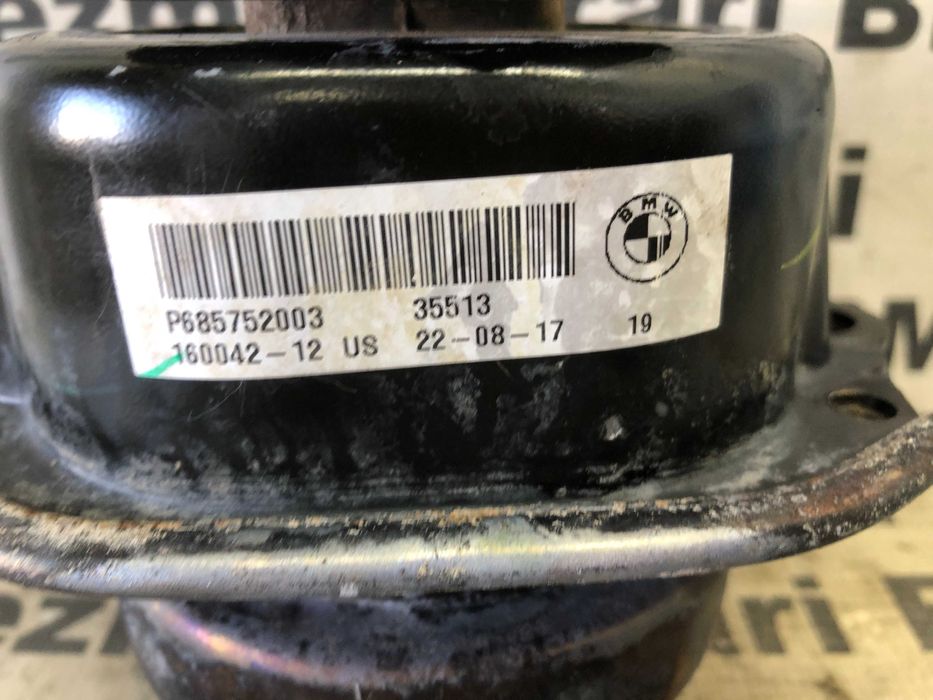 BMW
P685752003 35513
160042-12 US 22-08-17 19